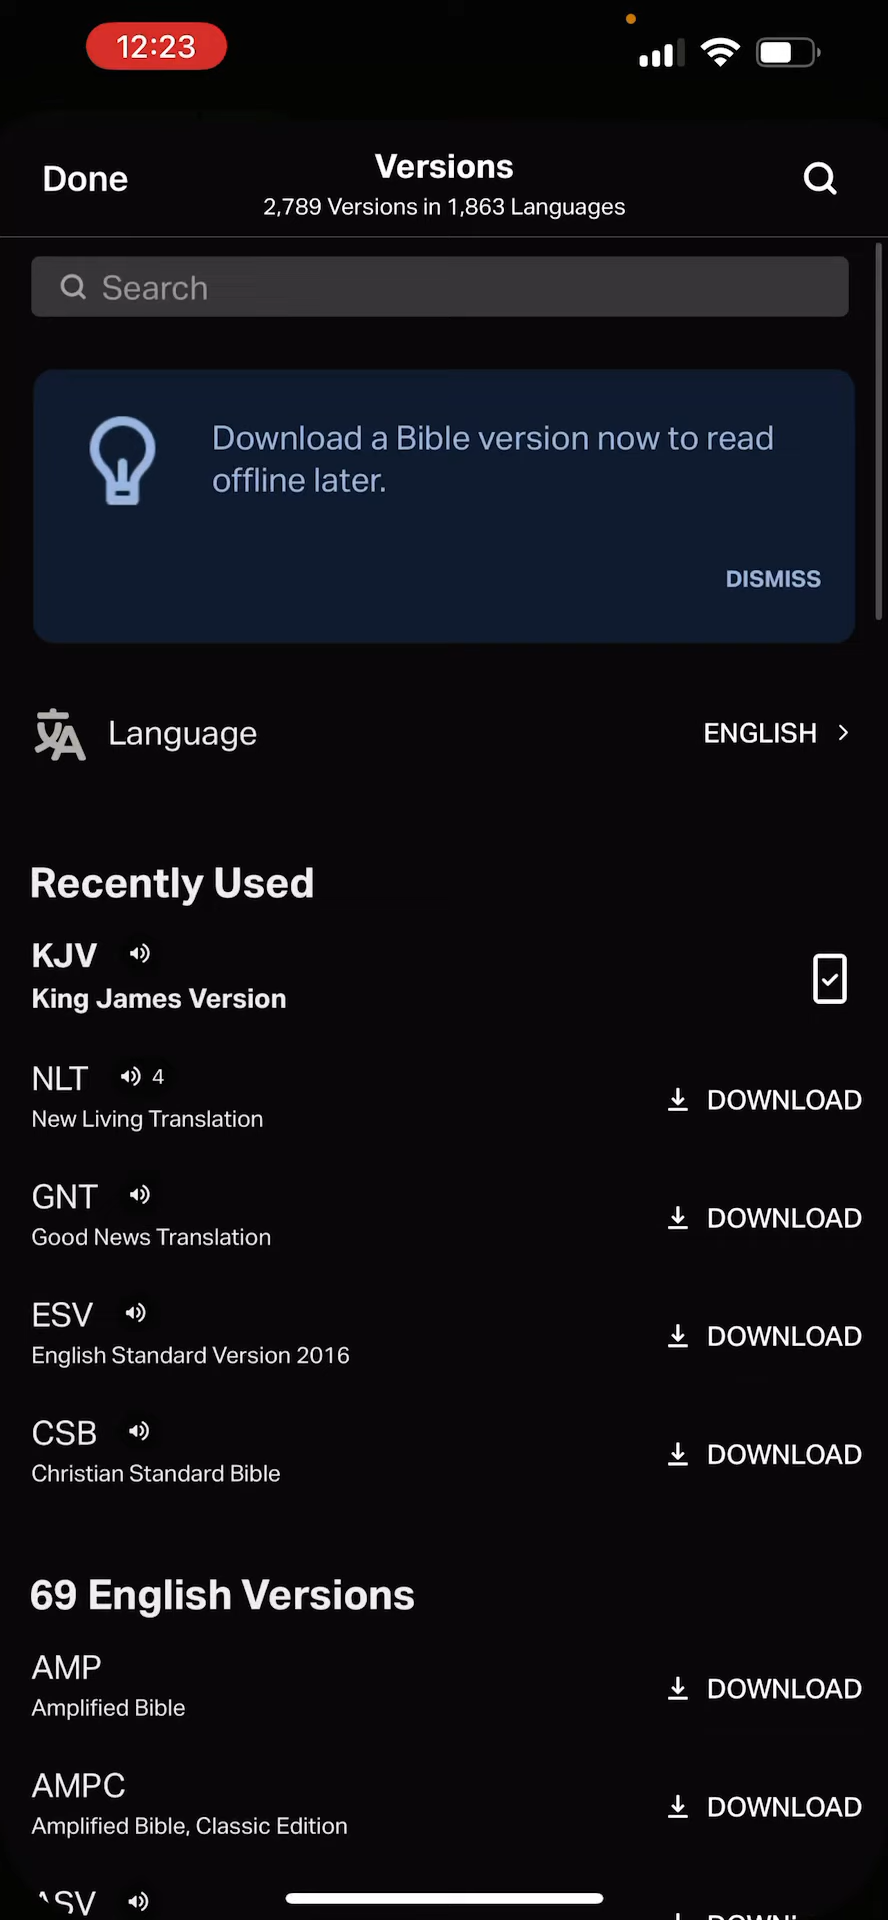 12:23
Done
Versions
2,789 Versions in 1,863 Languages
Search
Download a Bible version now to read
offline later.
DISMISS
Language
ENGLISH
Recently Used
KJV
King James Version
NLT 4
New Living Translation
DOWNLOAD
GNT
Good News Translation
DOWNLOAD
ESV
English Standard Version 2016
DOWNLOAD
CSB
Christian Standard Bible
DOWNLOAD
69 English Versions
AMP
Amplified Bible
DOWNLOAD
AMPC
Amplified Bible, Classic Edition
DOWNLOAD
ASV